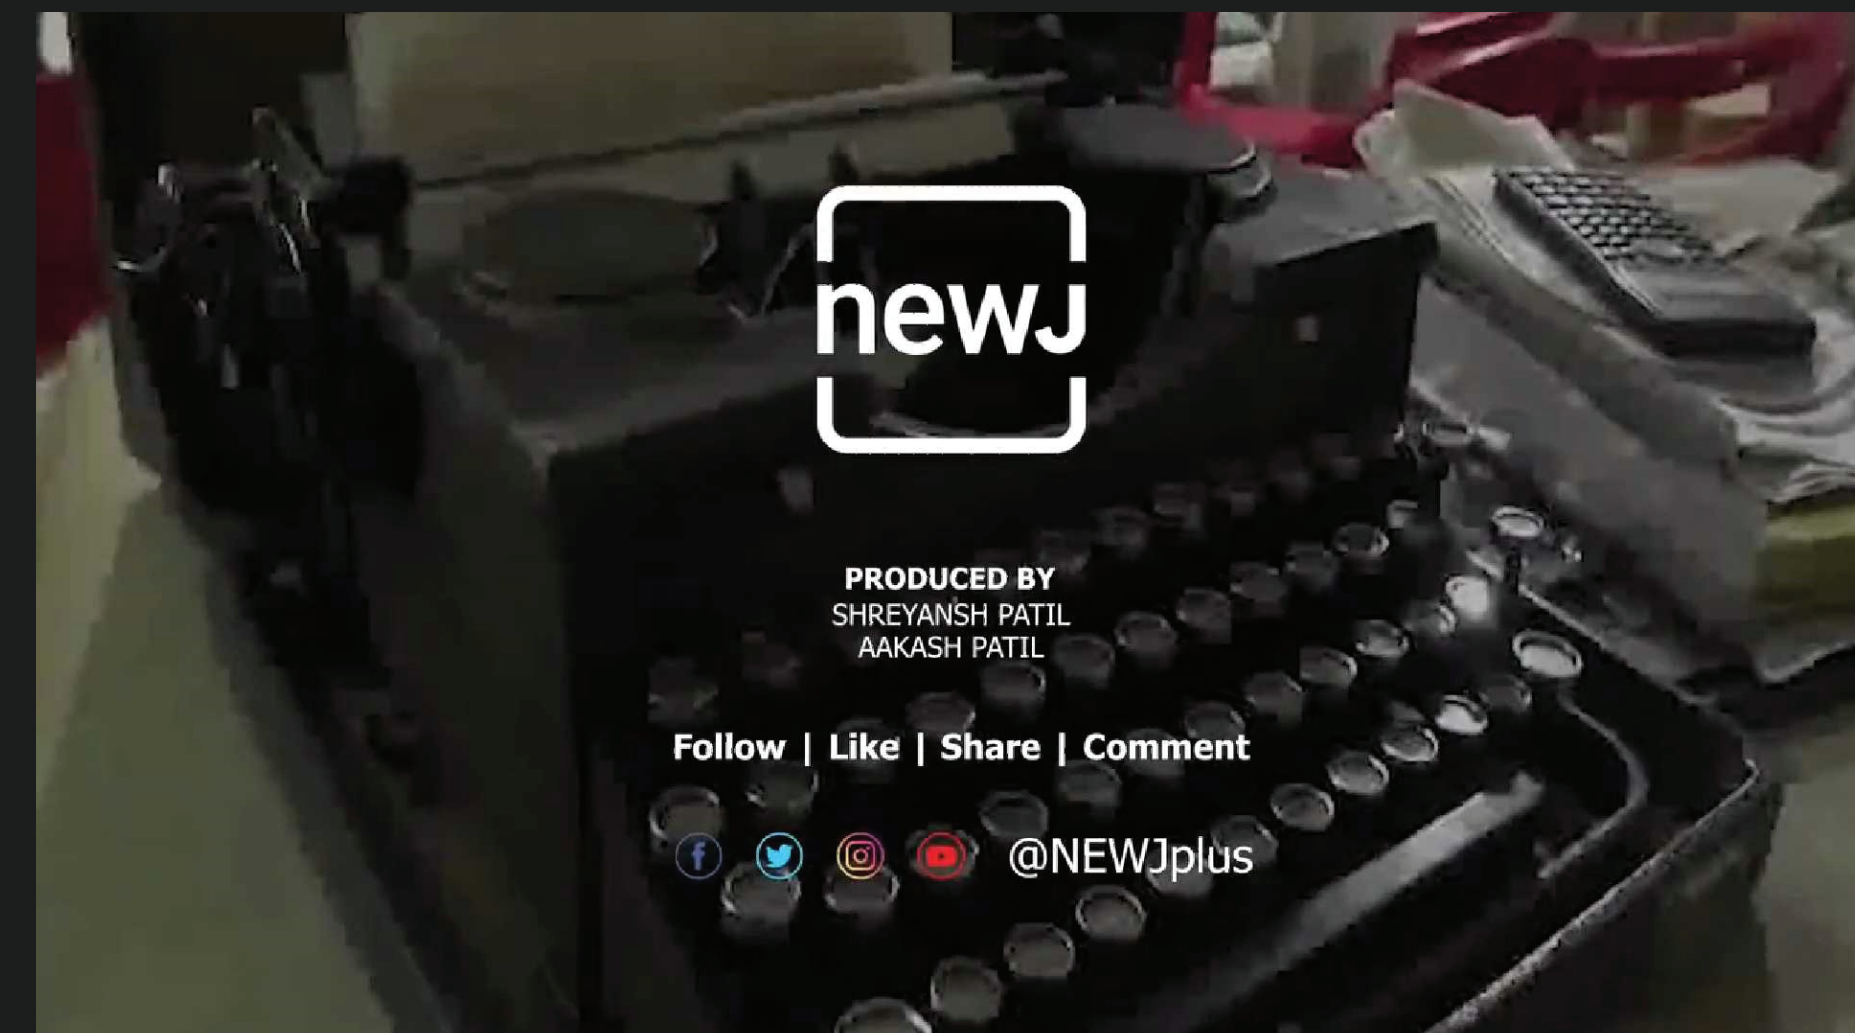 newJ
PRODUCED BY
SHREYANSH PATIL
AAKASH PATIL
Follow | Like | Share | Comment
@NEWJplus